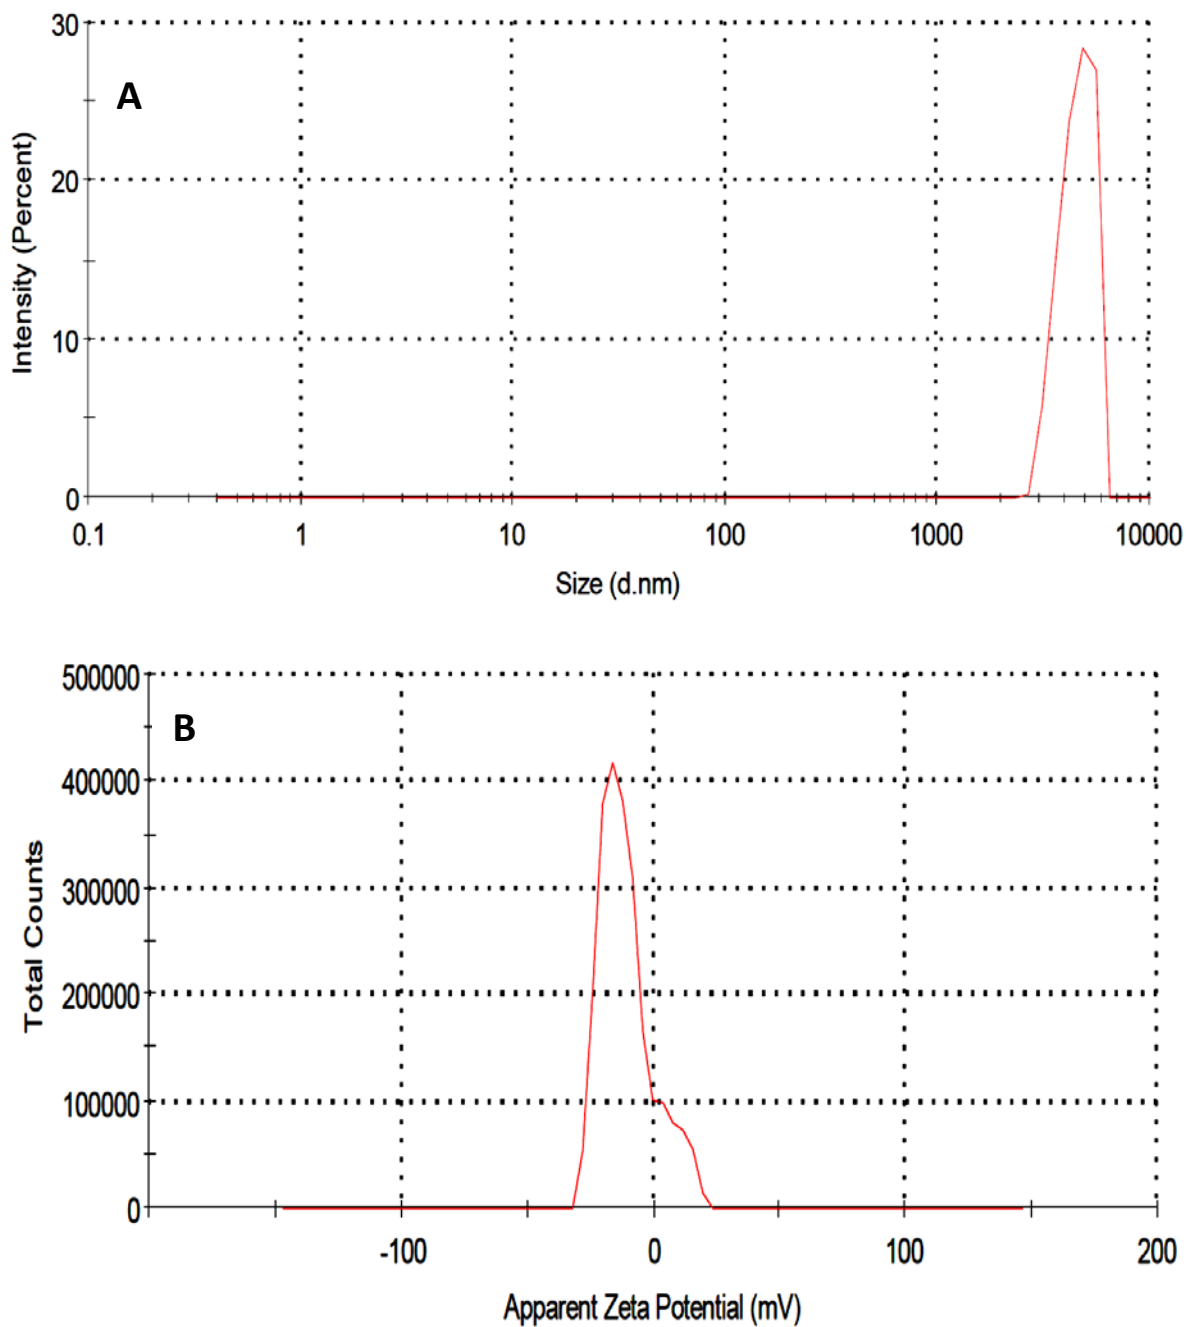 30
A
20
10
0
Intensity (Percent)
0.1 1 10 100 1000 10000
Size (d.nm)
500000
B
400000
300000
200000
100000
0
Total Counts
-100 0 100 200
Apparent Zeta Potential (mV)